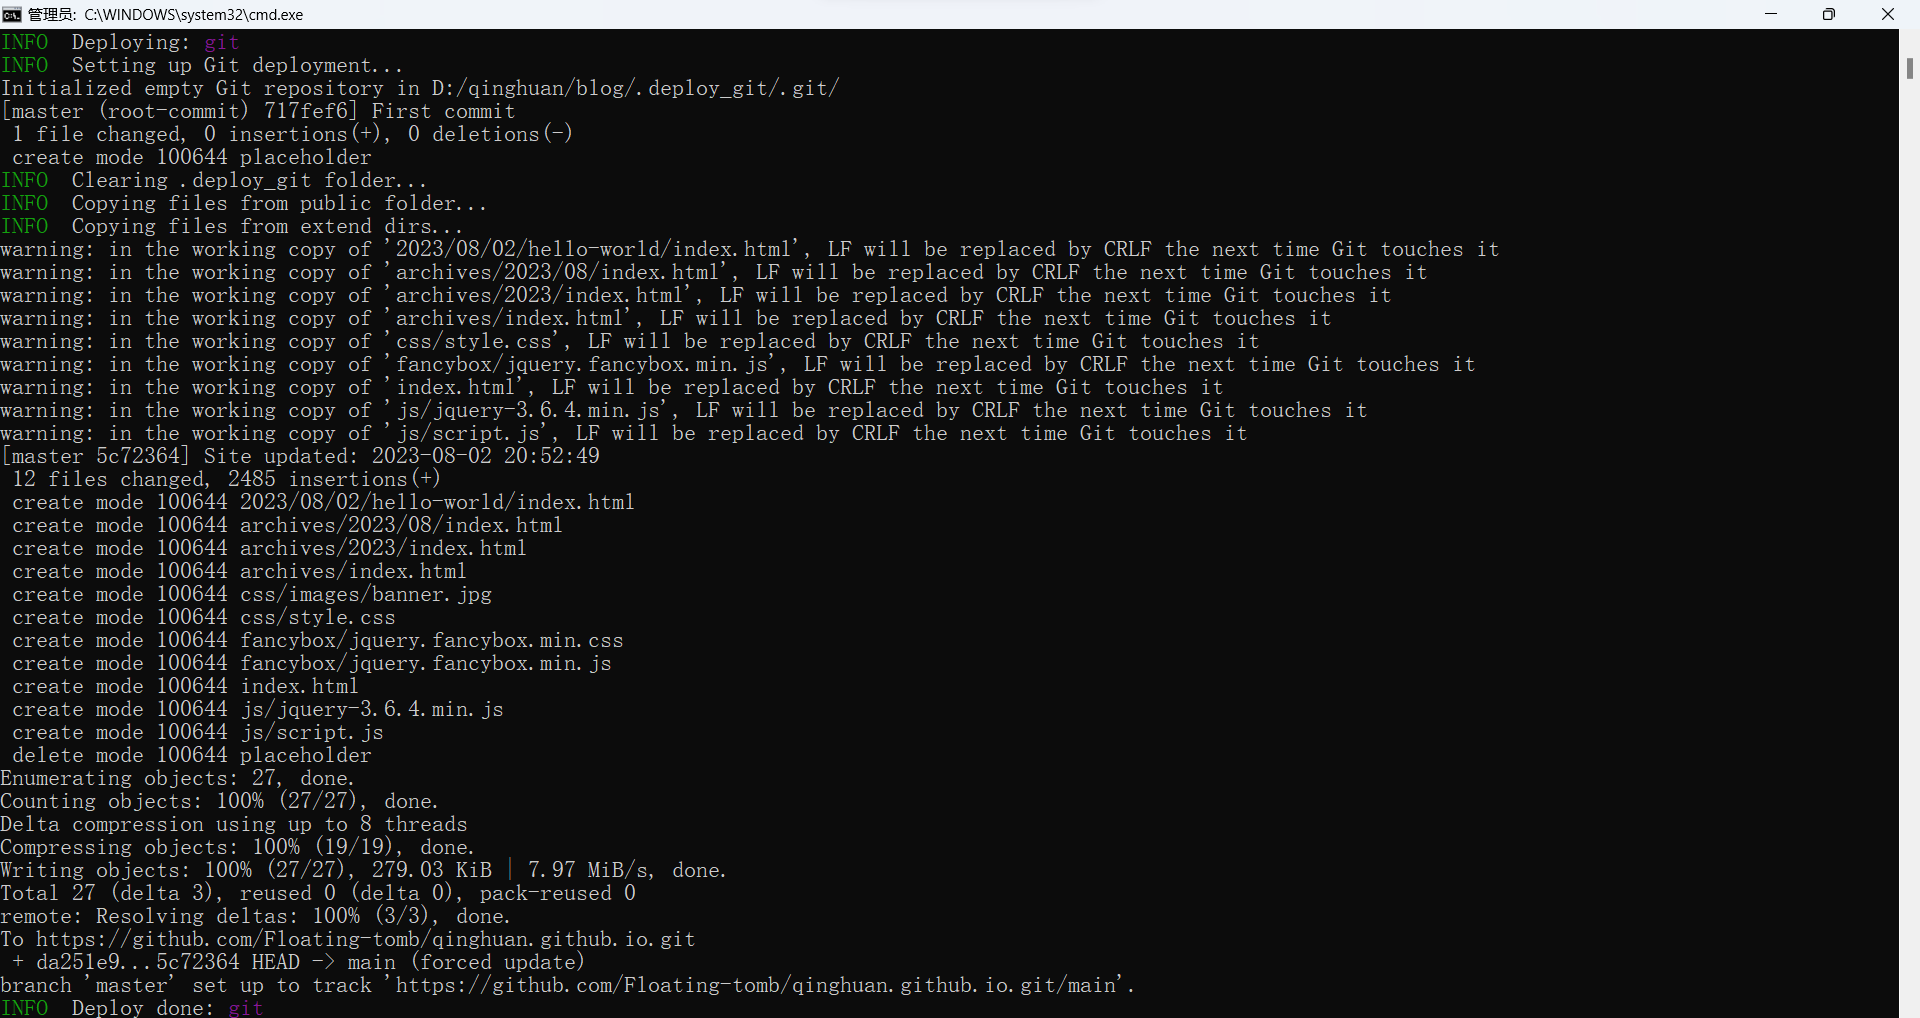 管理员: C:\WINDOWS\system32\cmd.exe
INFO  Deploying: git
INFO  Setting up Git deployment...
Initialized empty Git repository in D:/qinghuan/blog/.deploy_git/.git/
[master (root-commit) 717fef6] First commit
 1 file changed, 0 insertions(+), 0 deletions(-)
 create mode 100644 placeholder
INFO  Clearing .deploy_git folder...
INFO  Copying files from public folder...
INFO  Copying files from extend dirs...
warning: in the working copy of '2023/08/02/hello-world/index.html', LF will be replaced by CRLF the next time Git touches it
warning: in the working copy of 'archives/2023/08/index.html', LF will be replaced by CRLF the next time Git touches it
warning: in the working copy of 'archives/2023/index.html', LF will be replaced by CRLF the next time Git touches it
warning: in the working copy of 'archives/index.html', LF will be replaced by CRLF the next time Git touches it
warning: in the working copy of 'css/style.css', LF will be replaced by CRLF the next time Git touches it
warning: in the working copy of 'fancybox/jquery.fancybox.min.js', LF will be replaced by CRLF the next time Git touches it
warning: in the working copy of 'index.html', LF will be replaced by CRLF the next time Git touches it
warning: in the working copy of 'js/jquery-3.6.4.min.js', LF will be replaced by CRLF the next time Git touches it
warning: in the working copy of 'js/script.js', LF will be replaced by CRLF the next time Git touches it
[master 5c72364] Site updated: 2023-08-02 20:52:49
 12 files changed, 2485 insertions(+)
 create mode 100644 2023/08/02/hello-world/index.html
 create mode 100644 archives/2023/08/index.html
 create mode 100644 archives/2023/index.html
 create mode 100644 archives/index.html
 create mode 100644 css/images/banner.jpg
 create mode 100644 css/style.css
 create mode 100644 fancybox/jquery.fancybox.min.css
 create mode 100644 fancybox/jquery.fancybox.min.js
 create mode 100644 index.html
 create mode 100644 js/jquery-3.6.4.min.js
 create mode 100644 js/script.js
 delete mode 100644 placeholder
Enumerating objects: 27, done.
Counting objects: 100% (27/27), done.
Delta compression using up to 8 threads
Compressing objects: 100% (19/19), done.
Writing objects: 100% (27/27), 279.03 KiB | 7.97 MiB/s, done.
Total 27 (delta 3), reused 0 (delta 0), pack-reused 0
remote: Resolving deltas: 100% (3/3), done.
To https://github.com/Floating-tomb/qinghuan.github.io.git
 + da251e9...5c72364 HEAD -> main (forced update)
branch 'master' set up to track 'https://github.com/Floating-tomb/qinghuan.github.io.git/main'.
INFO  Deploy done: git